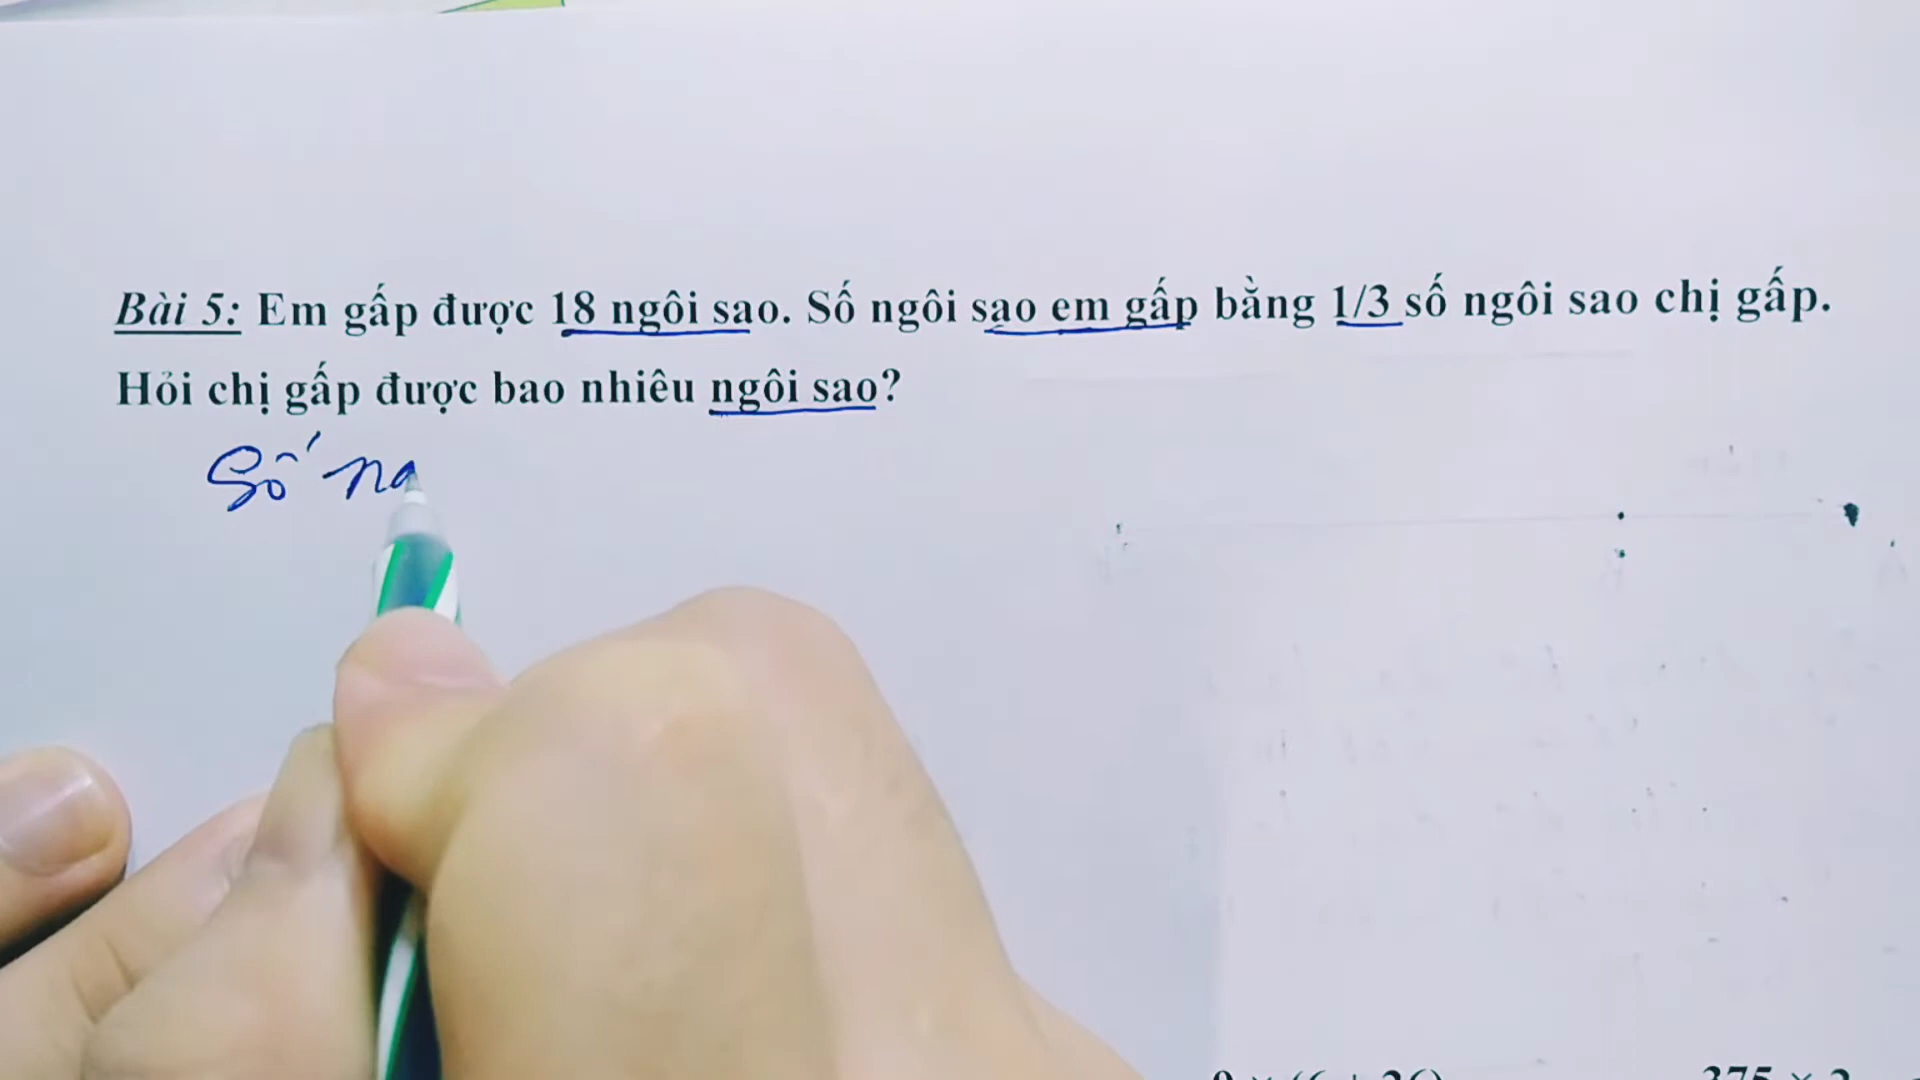 Bài 5: Em gấp được 18 ngôi sao. Số ngôi sao em gấp bằng 1/3 số ngôi sao chị gấp.
Hỏi chị gấp được bao nhiêu ngôi sao?
Số